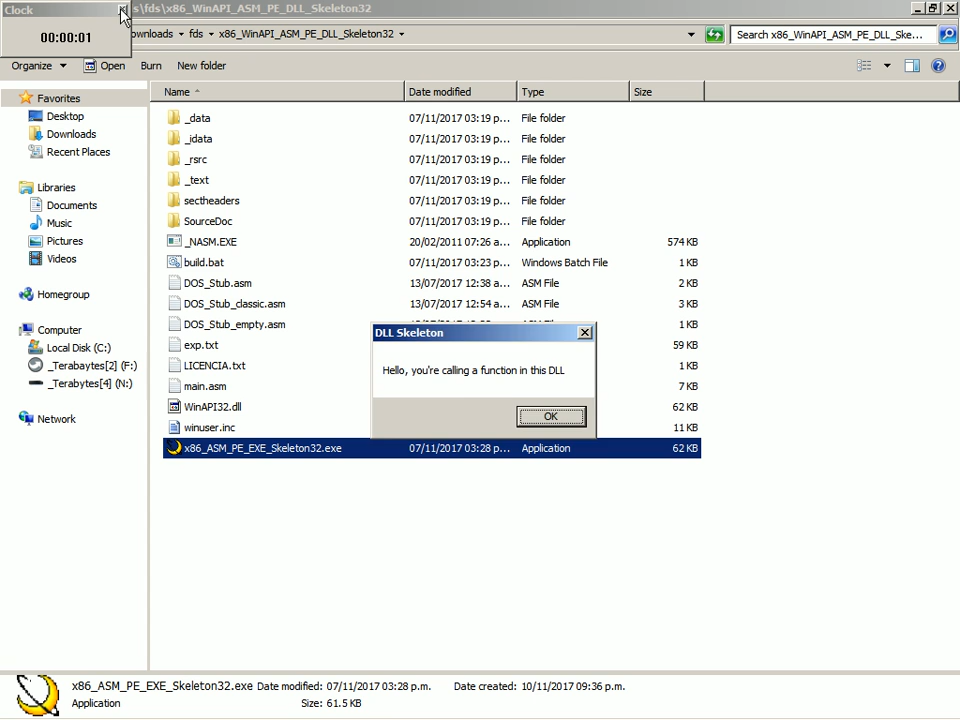 Clock
s\fds\x86_WinAPI_ASM_PE_DLL_Skeleton32
00:00:01
ownloads fds x86_WinAPI_ASM_PE_DLL_Skeleton32
Search x86_WinAPI_ASM_PE_DLL_Ske...
Organize Open Burn New folder
Name Date modified Type Size
Favorites
Desktop
Downloads
Recent Places
Libraries
Documents
Music
Pictures
Videos
Homegroup
Computer
Local Disk (C:)
_Terabaytes[2] (F:)
_Terabytes[4] (N:)
Network
_data 07/11/2017 03:19 p... File folder
_idata 07/11/2017 03:19 p... File folder
_rsrc 07/11/2017 03:19 p... File folder
_text 07/11/2017 03:19 p... File folder
sectheaders 07/11/2017 03:19 p... File folder
SourceDoc 07/11/2017 03:19 p... File folder
_NASM.EXE 20/02/2011 07:26 a... Application 574 KB
build.bat 07/11/2017 03:23 p... Windows Batch File 1 KB
DOS_Stub.asm 13/07/2017 12:38 a... ASM File 2 KB
DOS_Stub_classic.asm 13/07/2017 12:54 a... ASM File 3 KB
DOS_Stub_empty.asm 1 KB
exp.txt 59 KB
LICENCIA.txt 1 KB
main.asm 7 KB
WinAPI32.dll 62 KB
winuser.inc 11 KB
x86_ASM_PE_EXE_Skeleton32.exe 07/11/2017 03:28 p... Application 62 KB
DLL Skeleton
Hello, you're calling a function in this DLL
OK
x86_ASM_PE_EXE_Skeleton32.exe Date modified: 07/11/2017 03:28 p.m. Date created: 10/11/2017 09:36 p.m.
Application Size: 61.5 KB